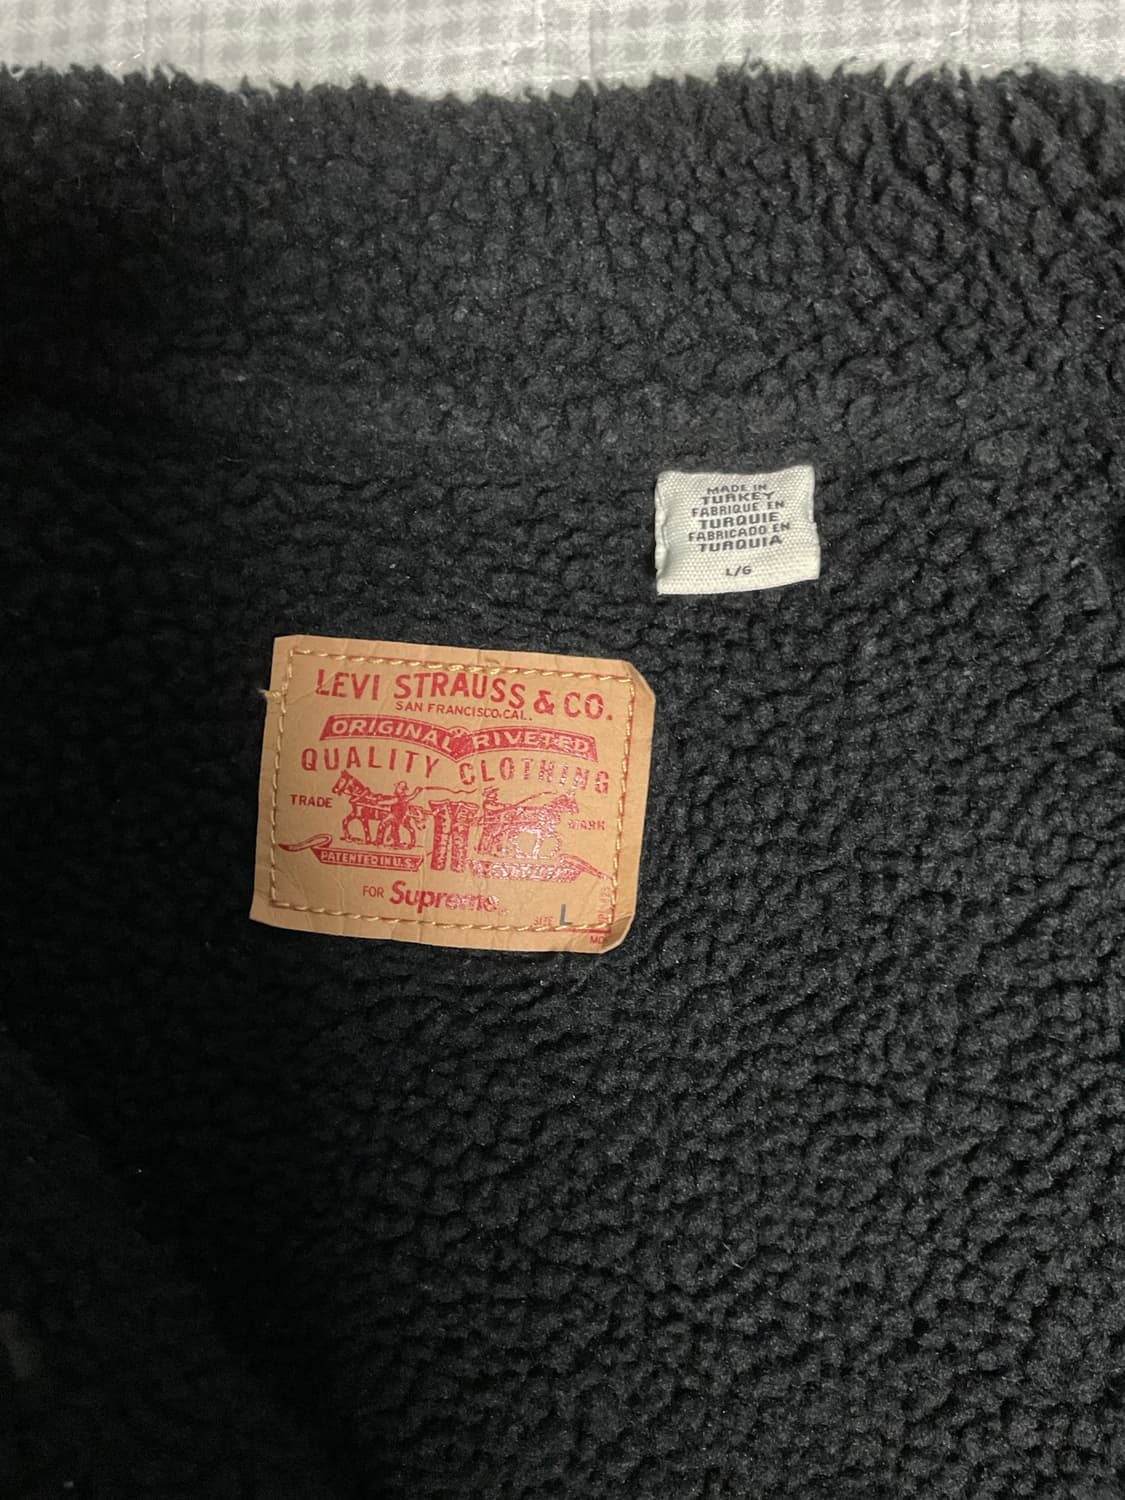 MADE IN
TURKEY
FABRIQUE EN
TURQUIE
FABRICADO EN
TURQUIA
L/G
LEVI STRAUSS & CO.
SAN FRANCISCO, CAL.
ORIGINAL RIVETED
QUALITY CLOTHING
TRADE MARK
PATENTED IN U.S.
FOR Supreme
SIZE L